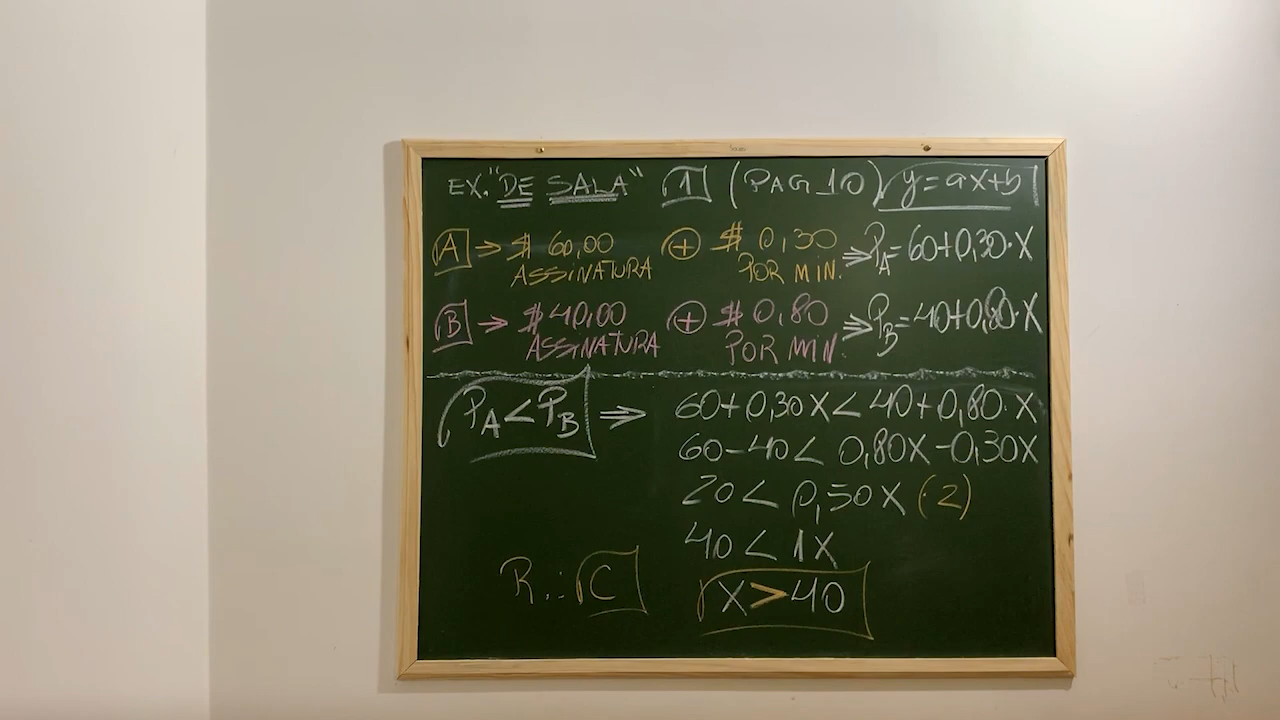 EX. "DE SALA" 1 (PAG_10) y=ax+b
A ⇒ $ 60,00 + $ 0,30 ⇒ PA=60+0,30·X
ASSINATURA POR MIN.
B ⇒ $ 40,00 + $ 0,80 ⇒ PB=40+0,80·X
ASSINATURA POR MIN.
PA<PB ⇒ 60+0,30X<40+0,80·X
60-40< 0,80X-0,30X
20< 0,50X (·2)
40< 1X
R.:. C X>40